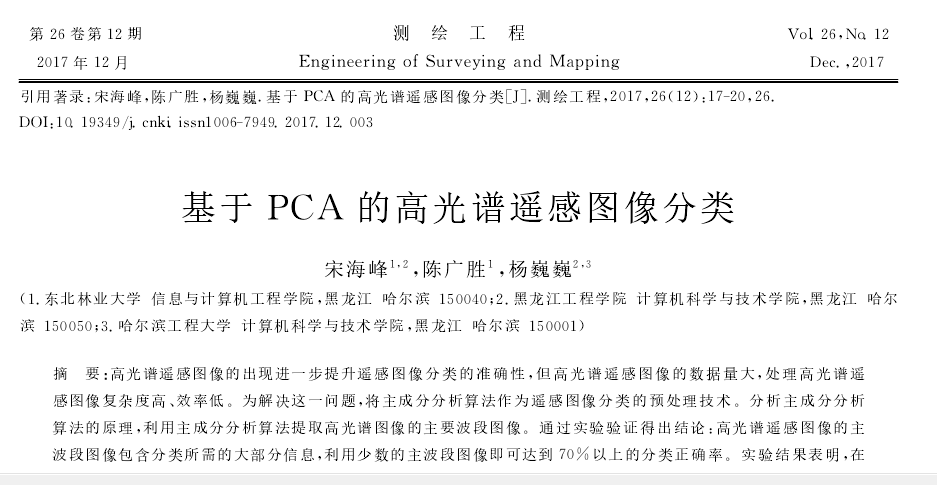 第 26 卷第 12 期 测 绘 工 程 Vol. 26,No. 12
2017 年 12 月 Engineering of Surveying and Mapping Dec. ,2017
引用著录:宋海峰,陈广胜,杨巍巍.基于 PCA 的高光谱遥感图像分类[J].测绘工程,2017,26(12):17-20,26.
DOI:10. 19349/j. cnki. issn1006-7949. 2017. 12. 003
基于 PCA 的高光谱遥感图像分类
宋海峰1,2,陈广胜1,杨巍巍2,3
(1. 东北林业大学 信息与计算机工程学院,黑龙江 哈尔滨 150040;2. 黑龙江工程学院 计算机科学与技术学院,黑龙江 哈尔
滨 150050;3. 哈尔滨工程大学 计算机科学与技术学院,黑龙江 哈尔滨 150001)
摘 要:高光谱遥感图像的出现进一步提升遥感图像分类的准确性,但高光谱遥感图像的数据量大,处理高光谱遥
感图像复杂度高、效率低。为解决这一问题,将主成分分析算法作为遥感图像分类的预处理技术。分析主成分分析
算法的原理,利用主成分分析算法提取高光谱图像的主要波段图像。通过实验验证得出结论:高光谱遥感图像的主
波段图像包含分类所需的大部分信息,利用少数的主波段图像即可达到 70%以上的分类正确率。实验结果表明,在